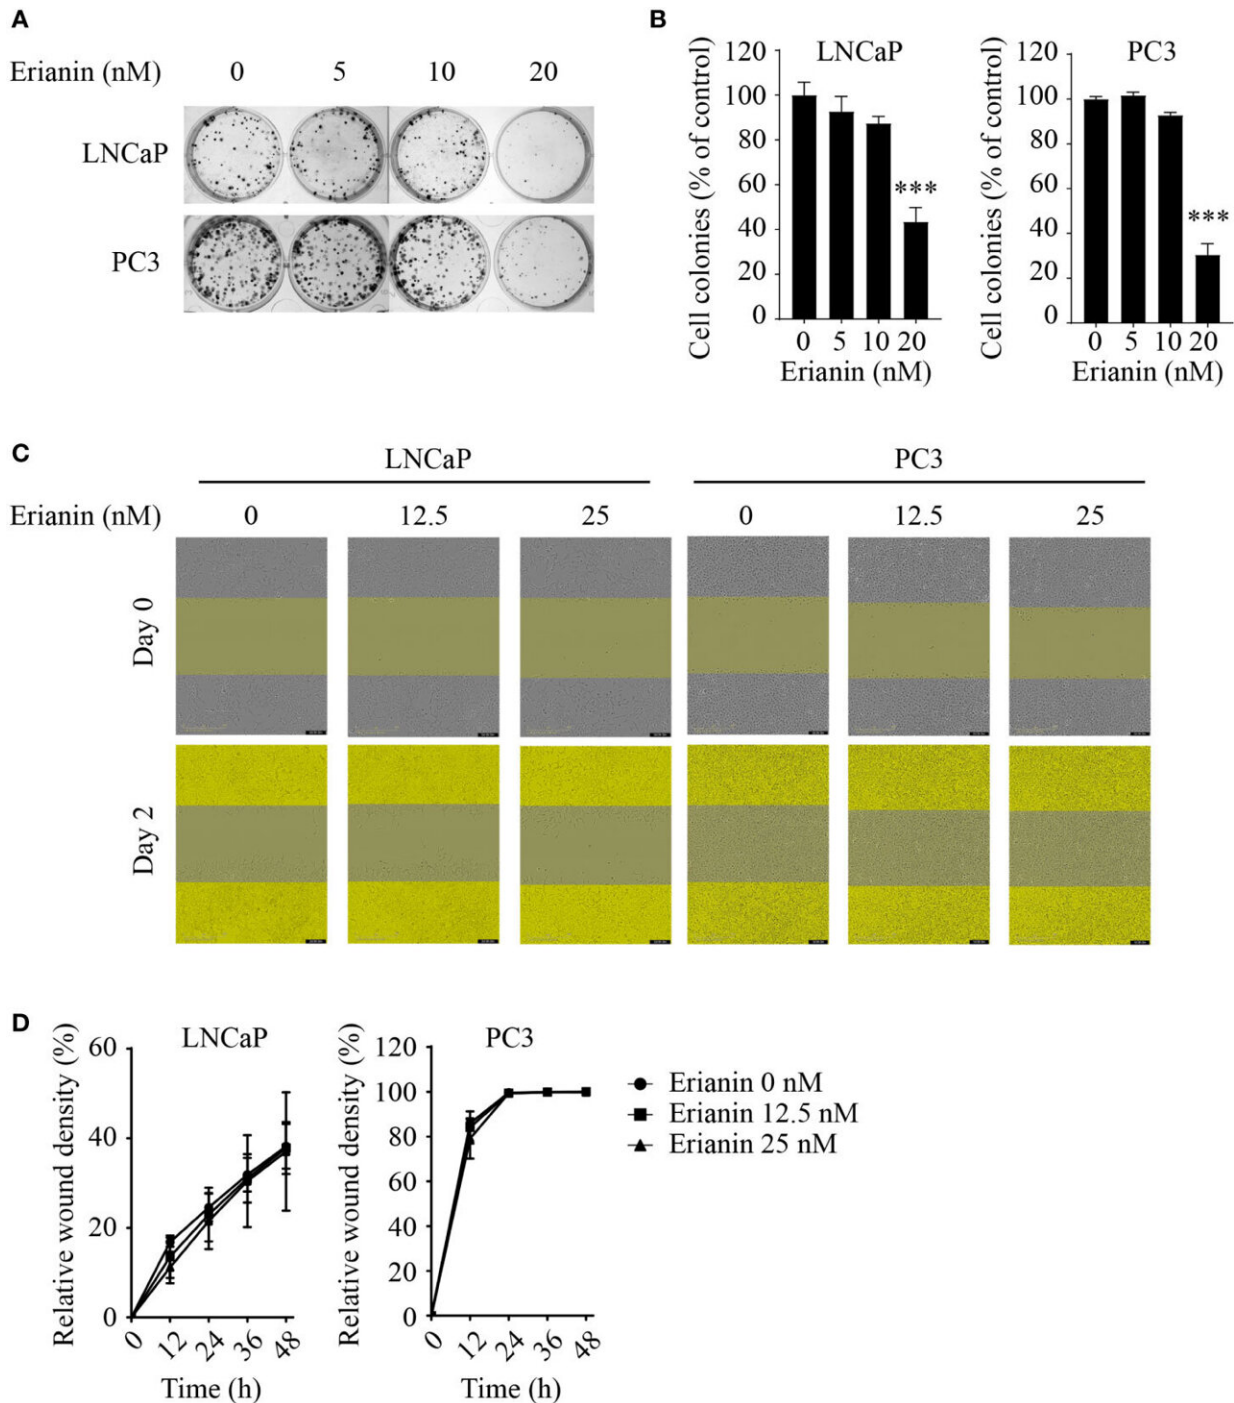 A
Erianin (nM) 0 5 10 20
LNCaP
PC3
B
LNCaP
Cell colonies (% of control)
120
100
80
60
40
20
0
***
0 5 10 20
Erianin (nM)
PC3
Cell colonies (% of control)
120
100
80
60
40
20
0
***
0 5 10 20
Erianin (nM)
C
LNCaP PC3
Erianin (nM) 0 12.5 25 0 12.5 25
Day 0
Day 2
D
LNCaP
Relative wound density (%)
60
40
20
0
0 12 24 36 48
Time (h)
PC3
Relative wound density (%)
120
100
80
60
40
20
0
0 12 24 36 48
Time (h)
Erianin 0 nM
Erianin 12.5 nM
Erianin 25 nM